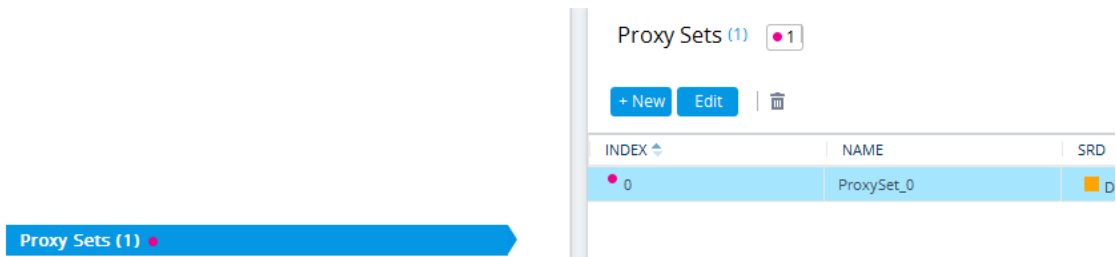 Proxy Sets (1) 1
+ New Edit
INDEX NAME SRD
0 ProxySet_0 D
Proxy Sets (1)